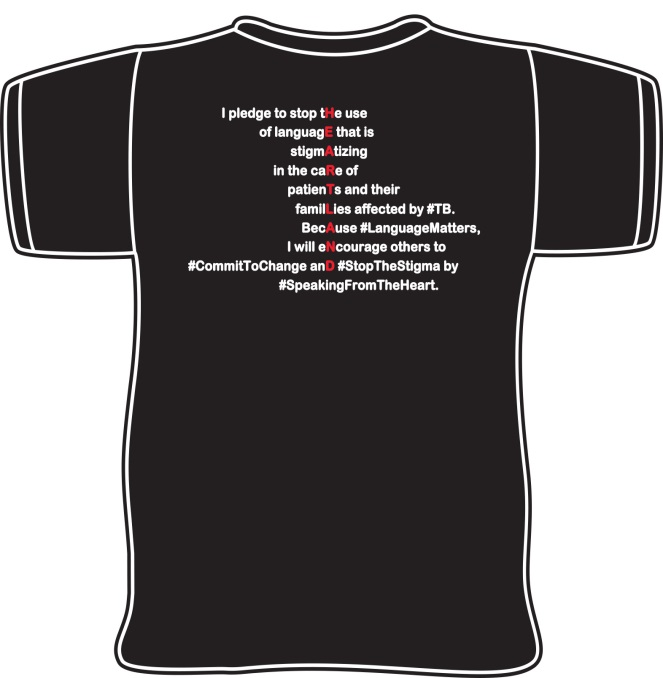 I pledge to stop tHe use
of languagE that is
stigmAtizing
in the caRe of
patienTs and their
familLies affected by #TB.
BecAuse #LanguageMatters,
I will eNcourage others to
#CommitToChange anD #StopTheStigma by
#SpeakingFromTheHeart.